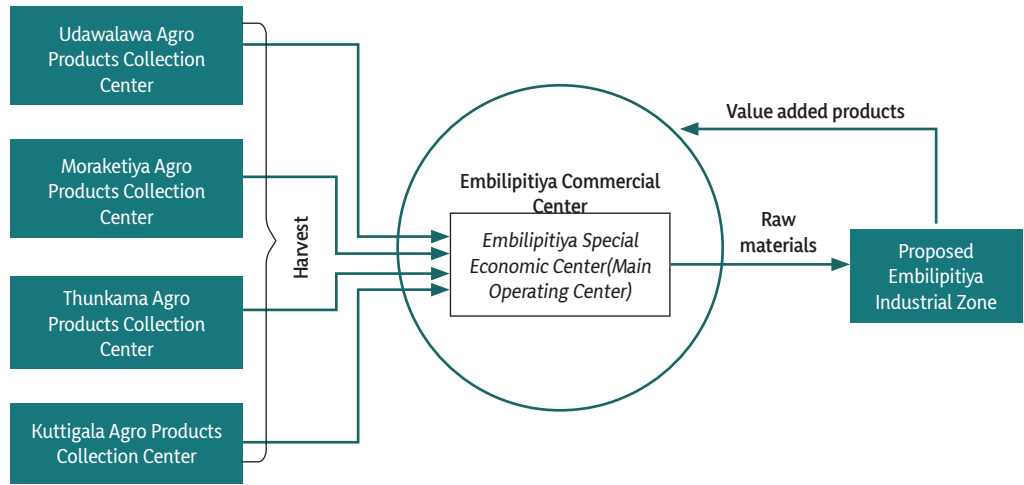 Udawalawa Agro
Products Collection
Center
Moraketiya Agro
Products Collection
Center
Thunkama Agro
Products Collection
Center
Kuttigala Agro Products
Collection Center
Harvest
Embilipitiya Commercial
Center
Embilipitiya Special
Economic Center(Main
Operating Center)
Value added products
Raw
materials
Proposed
Embilipitiya
Industrial Zone